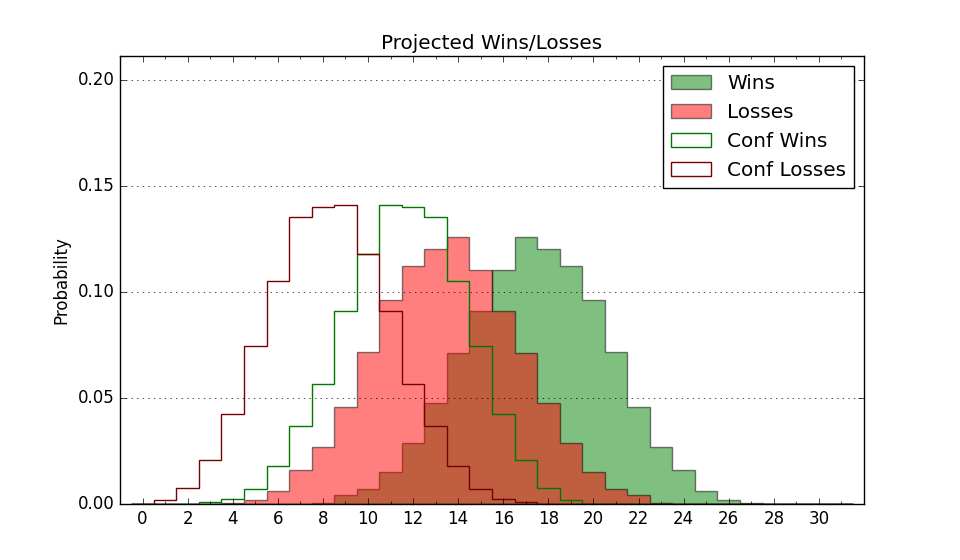 Projected Wins/Losses
0.20
0.15
0.10
0.05
0.00
Probability
Wins
Losses
Conf Wins
Conf Losses
0 2 4 6 8 10 12 14 16 18 20 22 24 26 28 30